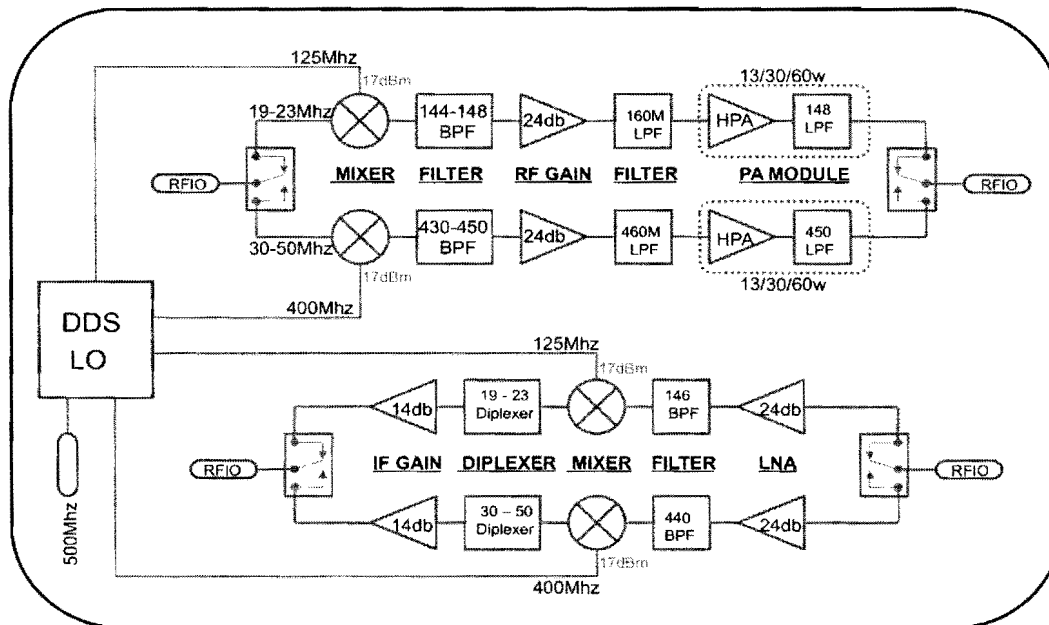 125Mhz
17dBm
13/30/60w
19-23Mhz
144-148 BPF
24db
160M LPF
HPA
148 LPF
RFIO
MIXER FILTER RF GAIN FILTER PA MODULE
RFIO
30-50Mhz
430-450 BPF
24db
460M LPF
HPA
450 LPF
17dBm
13/30/60w
400Mhz
DDS LO
125Mhz
17dBm
14db
19 - 23 Diplexer
146 BPF
24db
RFIO
IF GAIN DIPLEXER MIXER FILTER LNA
RFIO
14db
30 – 50 Diplexer
440 BPF
24db
17dBm
400Mhz
500Mhz